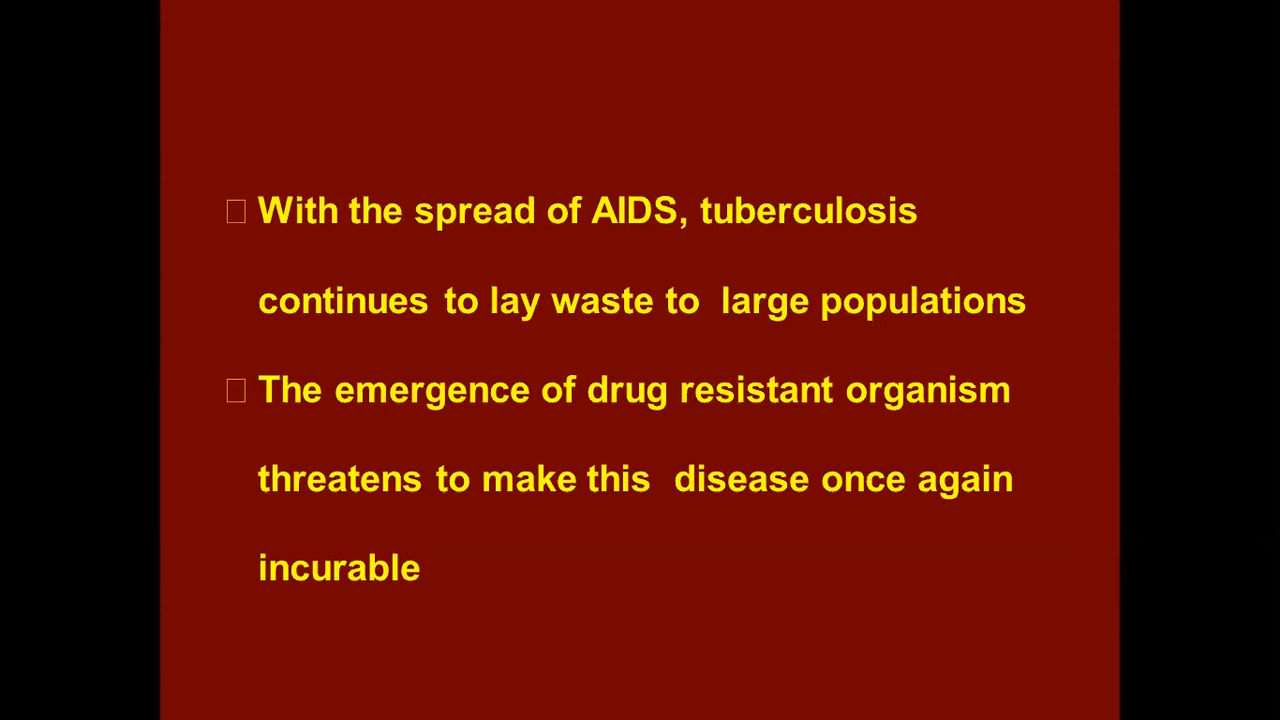 With the spread of AIDS, tuberculosis
continues to lay waste to  large populations
The emergence of drug resistant organism
threatens to make this  disease once again
incurable